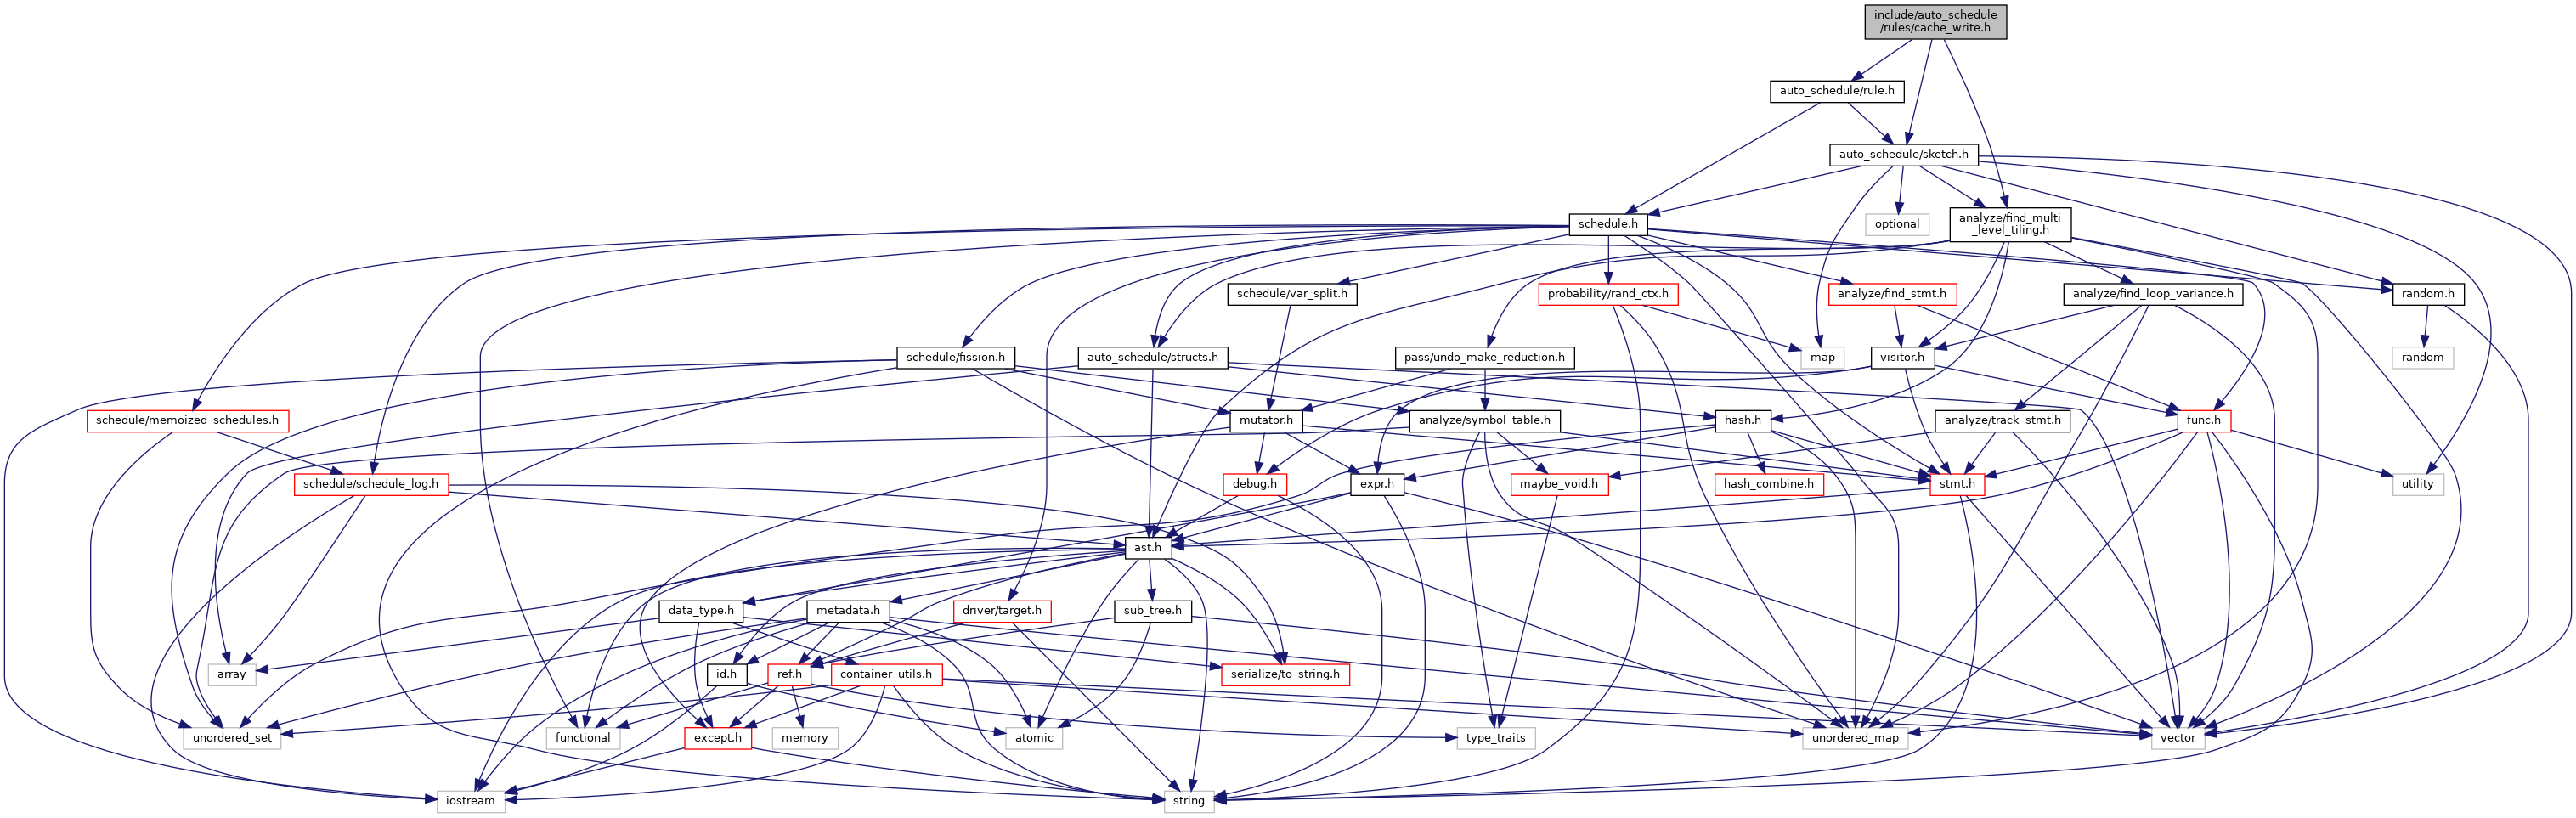 include/auto_schedule
/rules/cache_write.h
auto_schedule/rule.h
auto_schedule/sketch.h
schedule.h
optional
analyze/find_multi
_level_tiling.h
schedule/var_split.h
probability/rand_ctx.h
analyze/find_stmt.h
analyze/find_loop_variance.h
random.h
schedule/fission.h
auto_schedule/structs.h
pass/undo_make_reduction.h
map
visitor.h
random
schedule/memoized_schedules.h
mutator.h
analyze/symbol_table.h
hash.h
analyze/track_stmt.h
func.h
schedule/schedule_log.h
debug.h
expr.h
maybe_void.h
hash_combine.h
stmt.h
utility
ast.h
data_type.h
metadata.h
driver/target.h
sub_tree.h
array
id.h
ref.h
container_utils.h
serialize/to_string.h
unordered_set
functional
except.h
memory
atomic
type_traits
unordered_map
vector
iostream
string